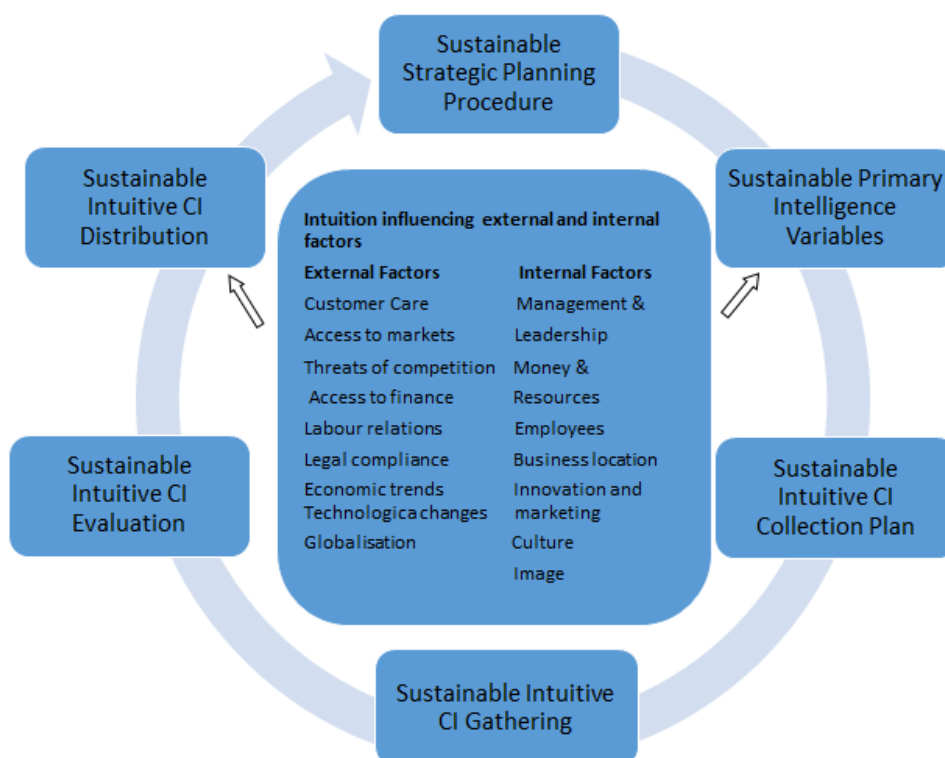 Sustainable
Strategic Planning
Procedure
Sustainable Primary
Intelligence
Variables
Sustainable
Intuitive CI
Collection Plan
Sustainable Intuitive
CI Gathering
Sustainable
Intuitive CI
Evaluation
Sustainable
Intuitive CI
Distribution
Intuition influencing external and internal
factors
External Factors
Customer Care
Access to markets
Threats of competition
Access to finance
Labour relations
Legal compliance
Economic trends
Technologica changes
Globalisation
Internal Factors
Management &
Leadership
Money &
Resources
Employees
Business location
Innovation and
marketing
Culture
Image